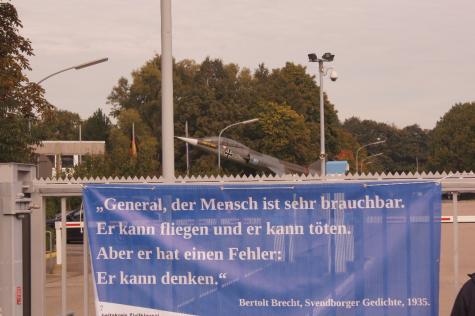 „General, der Mensch ist sehr brauchbar.
Er kann fliegen und er kann töten.
Aber er hat einen Fehler:
Er kann denken.“
Bertolt Brecht, Svendborger Gedichte, 1935.